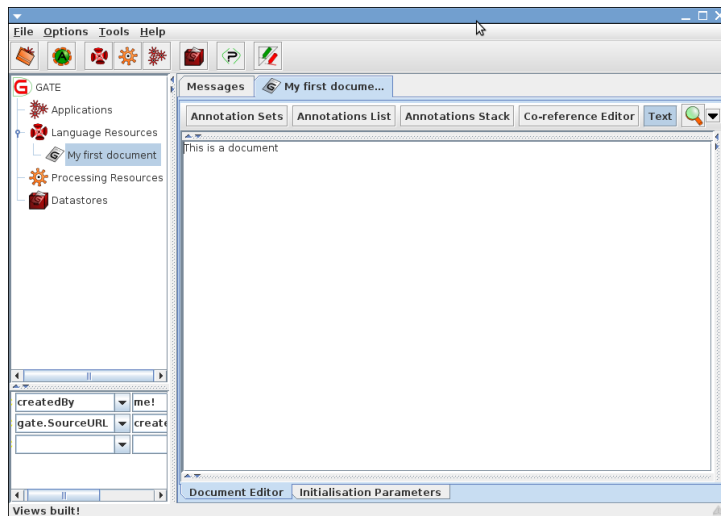 File Options Tools Help
GATE
Applications
Language Resources
My first document
Processing Resources
Datastores
createdBy me!
gate.SourceURL create
Messages My first docume...
Annotation Sets Annotations List Annotations Stack Co-reference Editor Text
This is a document
Document Editor Initialisation Parameters
Views built!